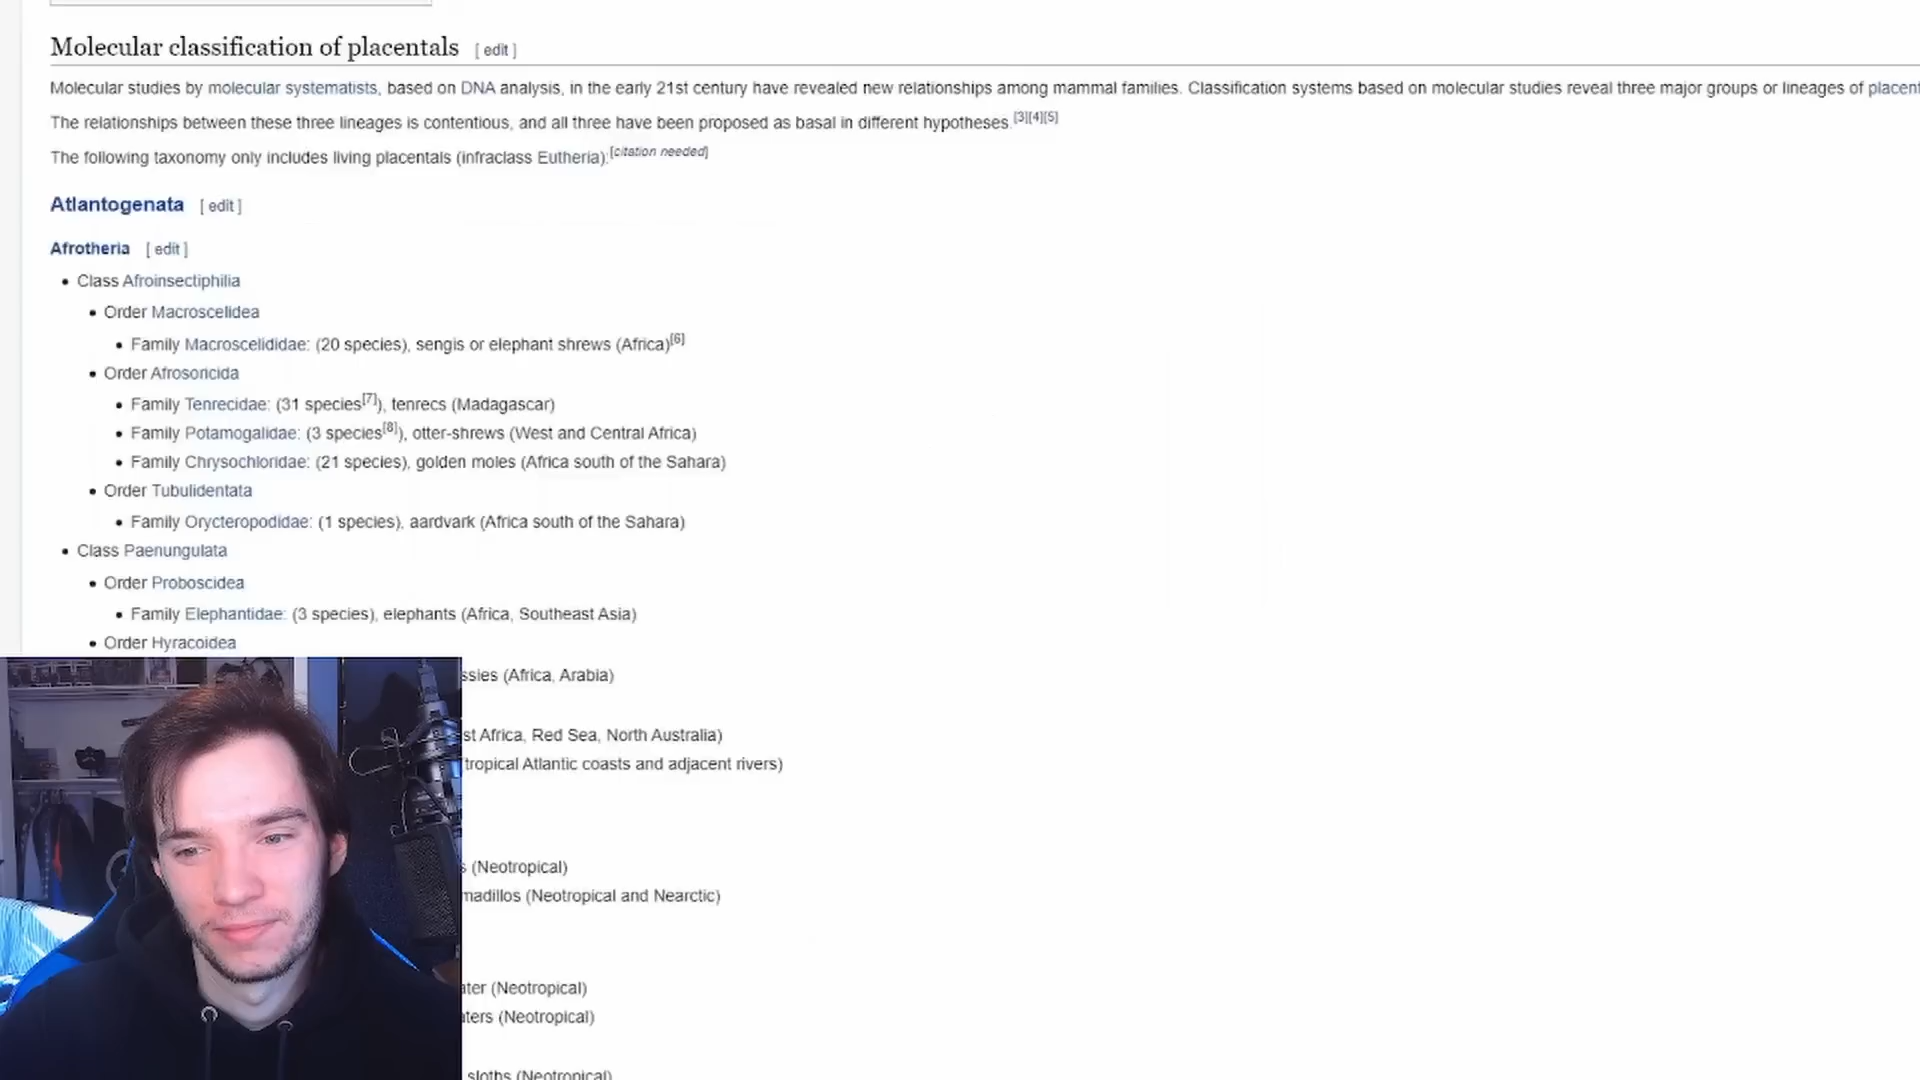 Molecular classification of placentals [ edit ]
Molecular studies by molecular systematists, based on DNA analysis, in the early 21st century have revealed new relationships among mammal families. Classification systems based on molecular studies reveal three major groups or lineages of placent
The relationships between these three lineages is contentious, and all three have been proposed as basal in different hypotheses.[3][4][5]
The following taxonomy only includes living placentals (infraclass Eutheria):[citation needed]
Atlantogenata [ edit ]
Afrotheria [ edit ]
• Class Afroinsectiphilia
• Order Macroscelidea
• Family Macroscelididae: (20 species), sengis or elephant shrews (Africa)[6]
• Order Afrosoricida
• Family Tenrecidae: (31 species[7]), tenrecs (Madagascar)
• Family Potamogalidae: (3 species[8]), otter-shrews (West and Central Africa)
• Family Chrysochloridae: (21 species), golden moles (Africa south of the Sahara)
• Order Tubulidentata
• Family Orycteropodidae: (1 species), aardvark (Africa south of the Sahara)
• Class Paenungulata
• Order Proboscidea
• Family Elephantidae: (3 species), elephants (Africa, Southeast Asia)
• Order Hyracoidea
ssies (Africa, Arabia)
st Africa, Red Sea, North Australia)
tropical Atlantic coasts and adjacent rivers)
s (Neotropical)
madillos (Neotropical and Nearctic)
ater (Neotropical)
aters (Neotropical)
sloths (Neotropical)